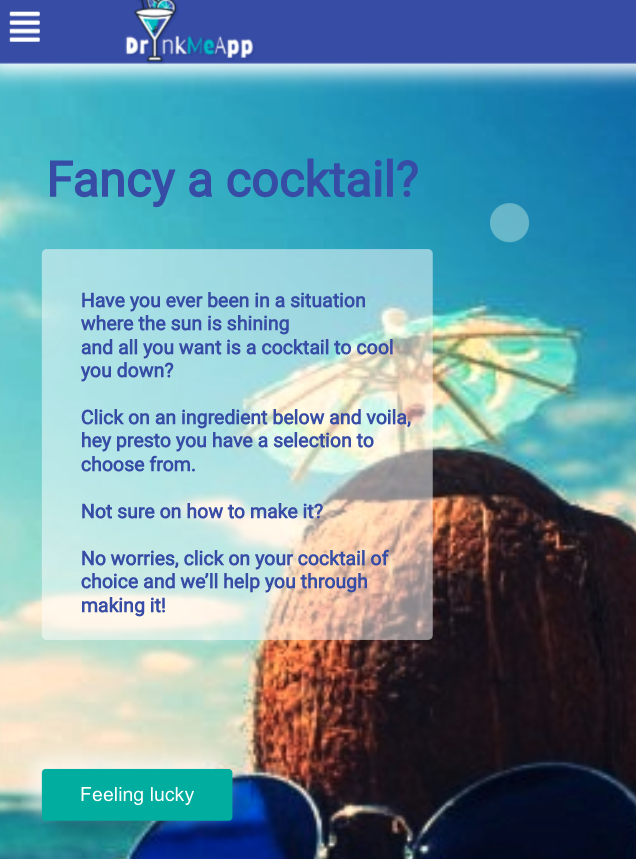 DrinkMeApp
Fancy a cocktail?
Have you ever been in a situation
where the sun is shining
and all you want is a cocktail to cool
you down?
Click on an ingredient below and voila,
hey presto you have a selection to
choose from.
Not sure on how to make it?
No worries, click on your cocktail of
choice and we’ll help you through
making it!
Feeling lucky